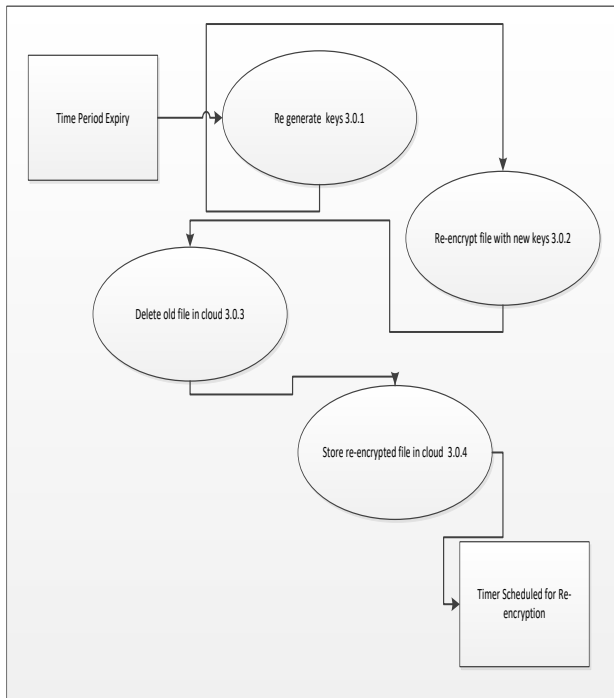 Time Period Expiry
Re generate keys 3.0.1
Re-encrypt file with new keys 3.0.2
Delete old file in cloud 3.0.3
Store re-encrypted file in cloud 3.0.4
Timer Scheduled for Re-
encryption